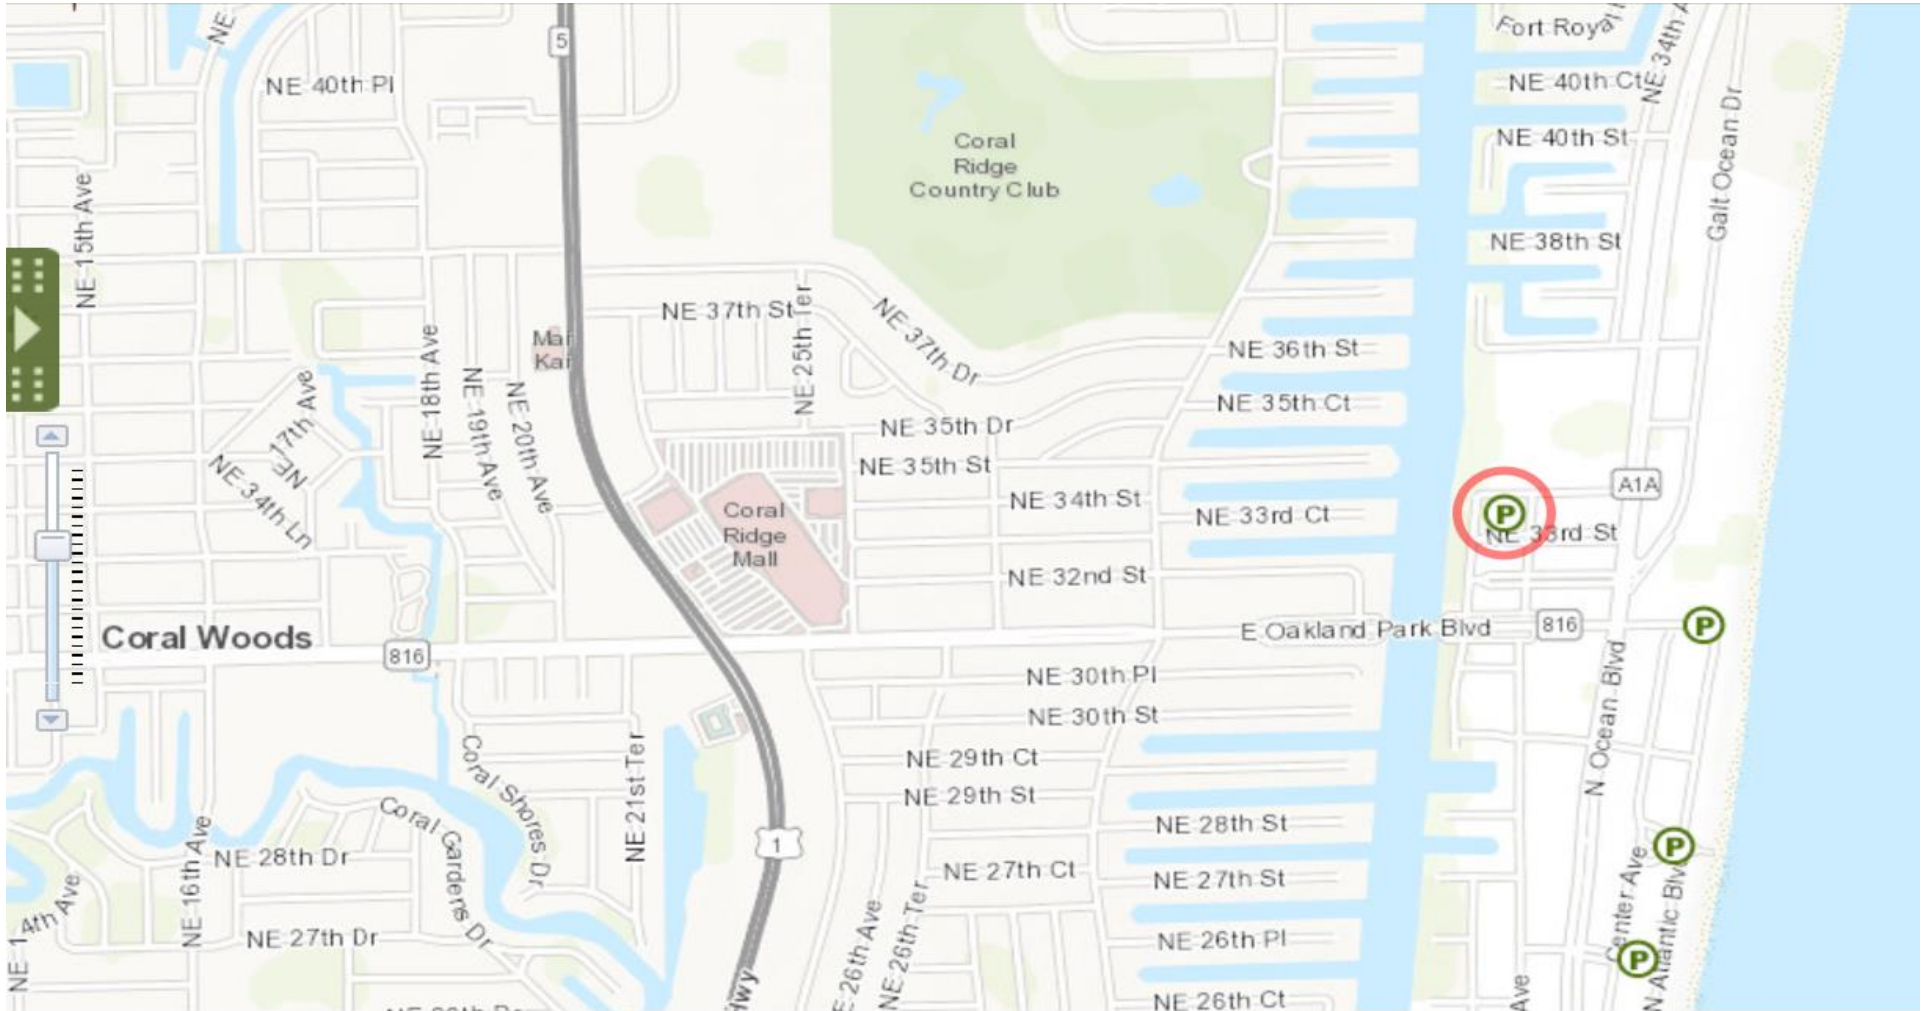 NE
5
Fort Royal
NE 34th A
NE 40th Pl
NE 40th Ct
Galt Ocean Dr
NE 40th St
Coral
Ridge
Country Club
NE 15th Ave
NE 38th St
NE 37th St
NE 25th Ter
NE 37th Dr
Mai
Kai
NE 36th St
NE 18th Ave
NE 19th Ave
NE 20th Ave
NE 17th Ave
NE 35th Ct
NE 35th Dr
NE 34th Ln
NE 35th St
NE 34th St
A1A
Coral
Ridge
Mall
NE 33rd Ct
P
NE 33rd St
NE 32nd St
Coral Woods
816
E Oakland Park Blvd
816
P
NE 30th Pl
NE 30th St
N Ocean Blvd
NE 29th Ct
Coral Shores Dr
NE 21st Ter
NE 29th St
Coral Gardens Dr
NE 28th St
1
P
NE 16th Ave
NE 28th Dr
NE 27th Ct
NE 27th St
NE 14th Ave
Center Ave
N Atlantic Blvd
NE 27th Dr
E 26th Ave
NE 26th Ter
NE 26th Pl
P
Hwy
Ave
NE 26th Ct